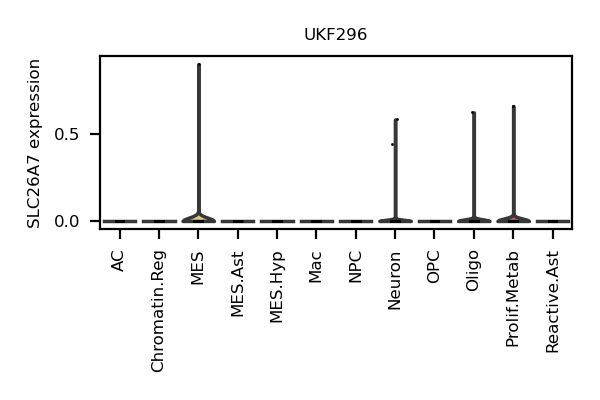 UKF296
SLC26A7 expression
0.5
0.0
AC
Chromatin.Reg
MES
MES.Ast
MES.Hyp
Mac
NPC
Neuron
OPC
Oligo
Prolif.Metab
Reactive.Ast